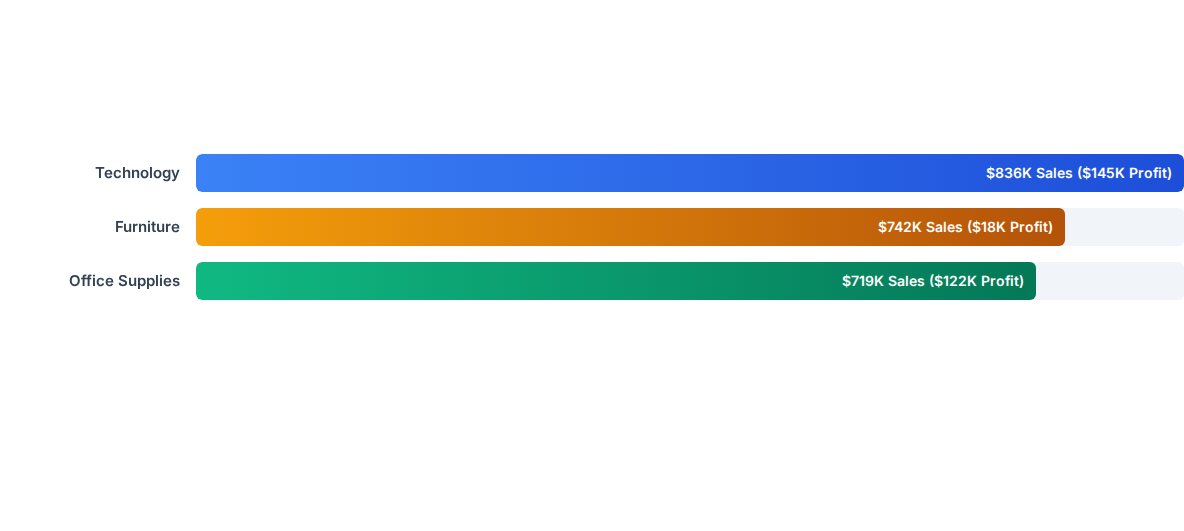 Technology $836K Sales ($145K Profit)
Furniture $742K Sales ($18K Profit)
Office Supplies $719K Sales ($122K Profit)